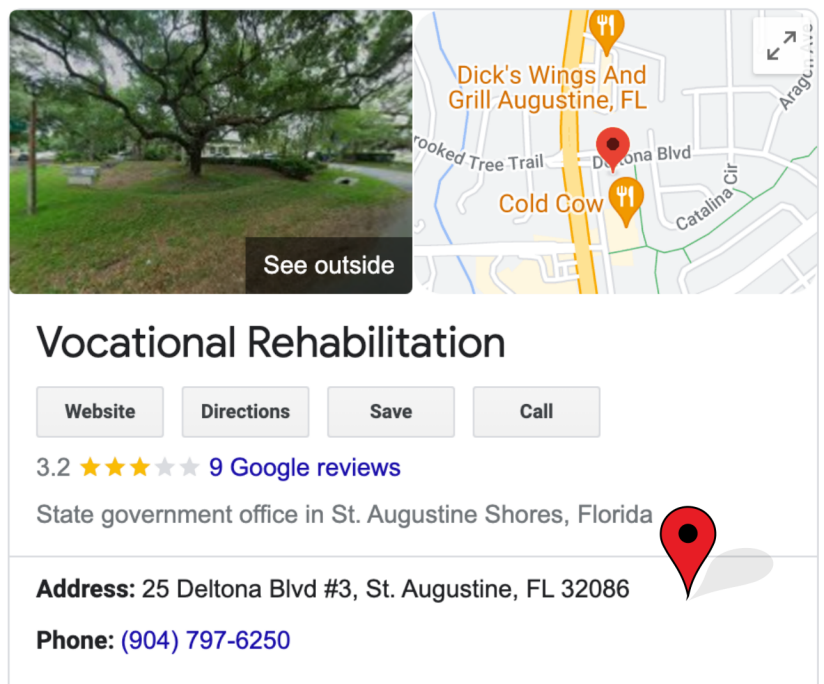 Dick's Wings And
Grill Augustine, FL
Aragon Ave
rooked Tree Trail
Deltona Blvd
Cold Cow
Catalina Cir
See outside
Vocational Rehabilitation
Website
Directions
Save
Call
3.2 9 Google reviews
State government office in St. Augustine Shores, Florida
Address: 25 Deltona Blvd #3, St. Augustine, FL 32086
Phone: (904) 797-6250